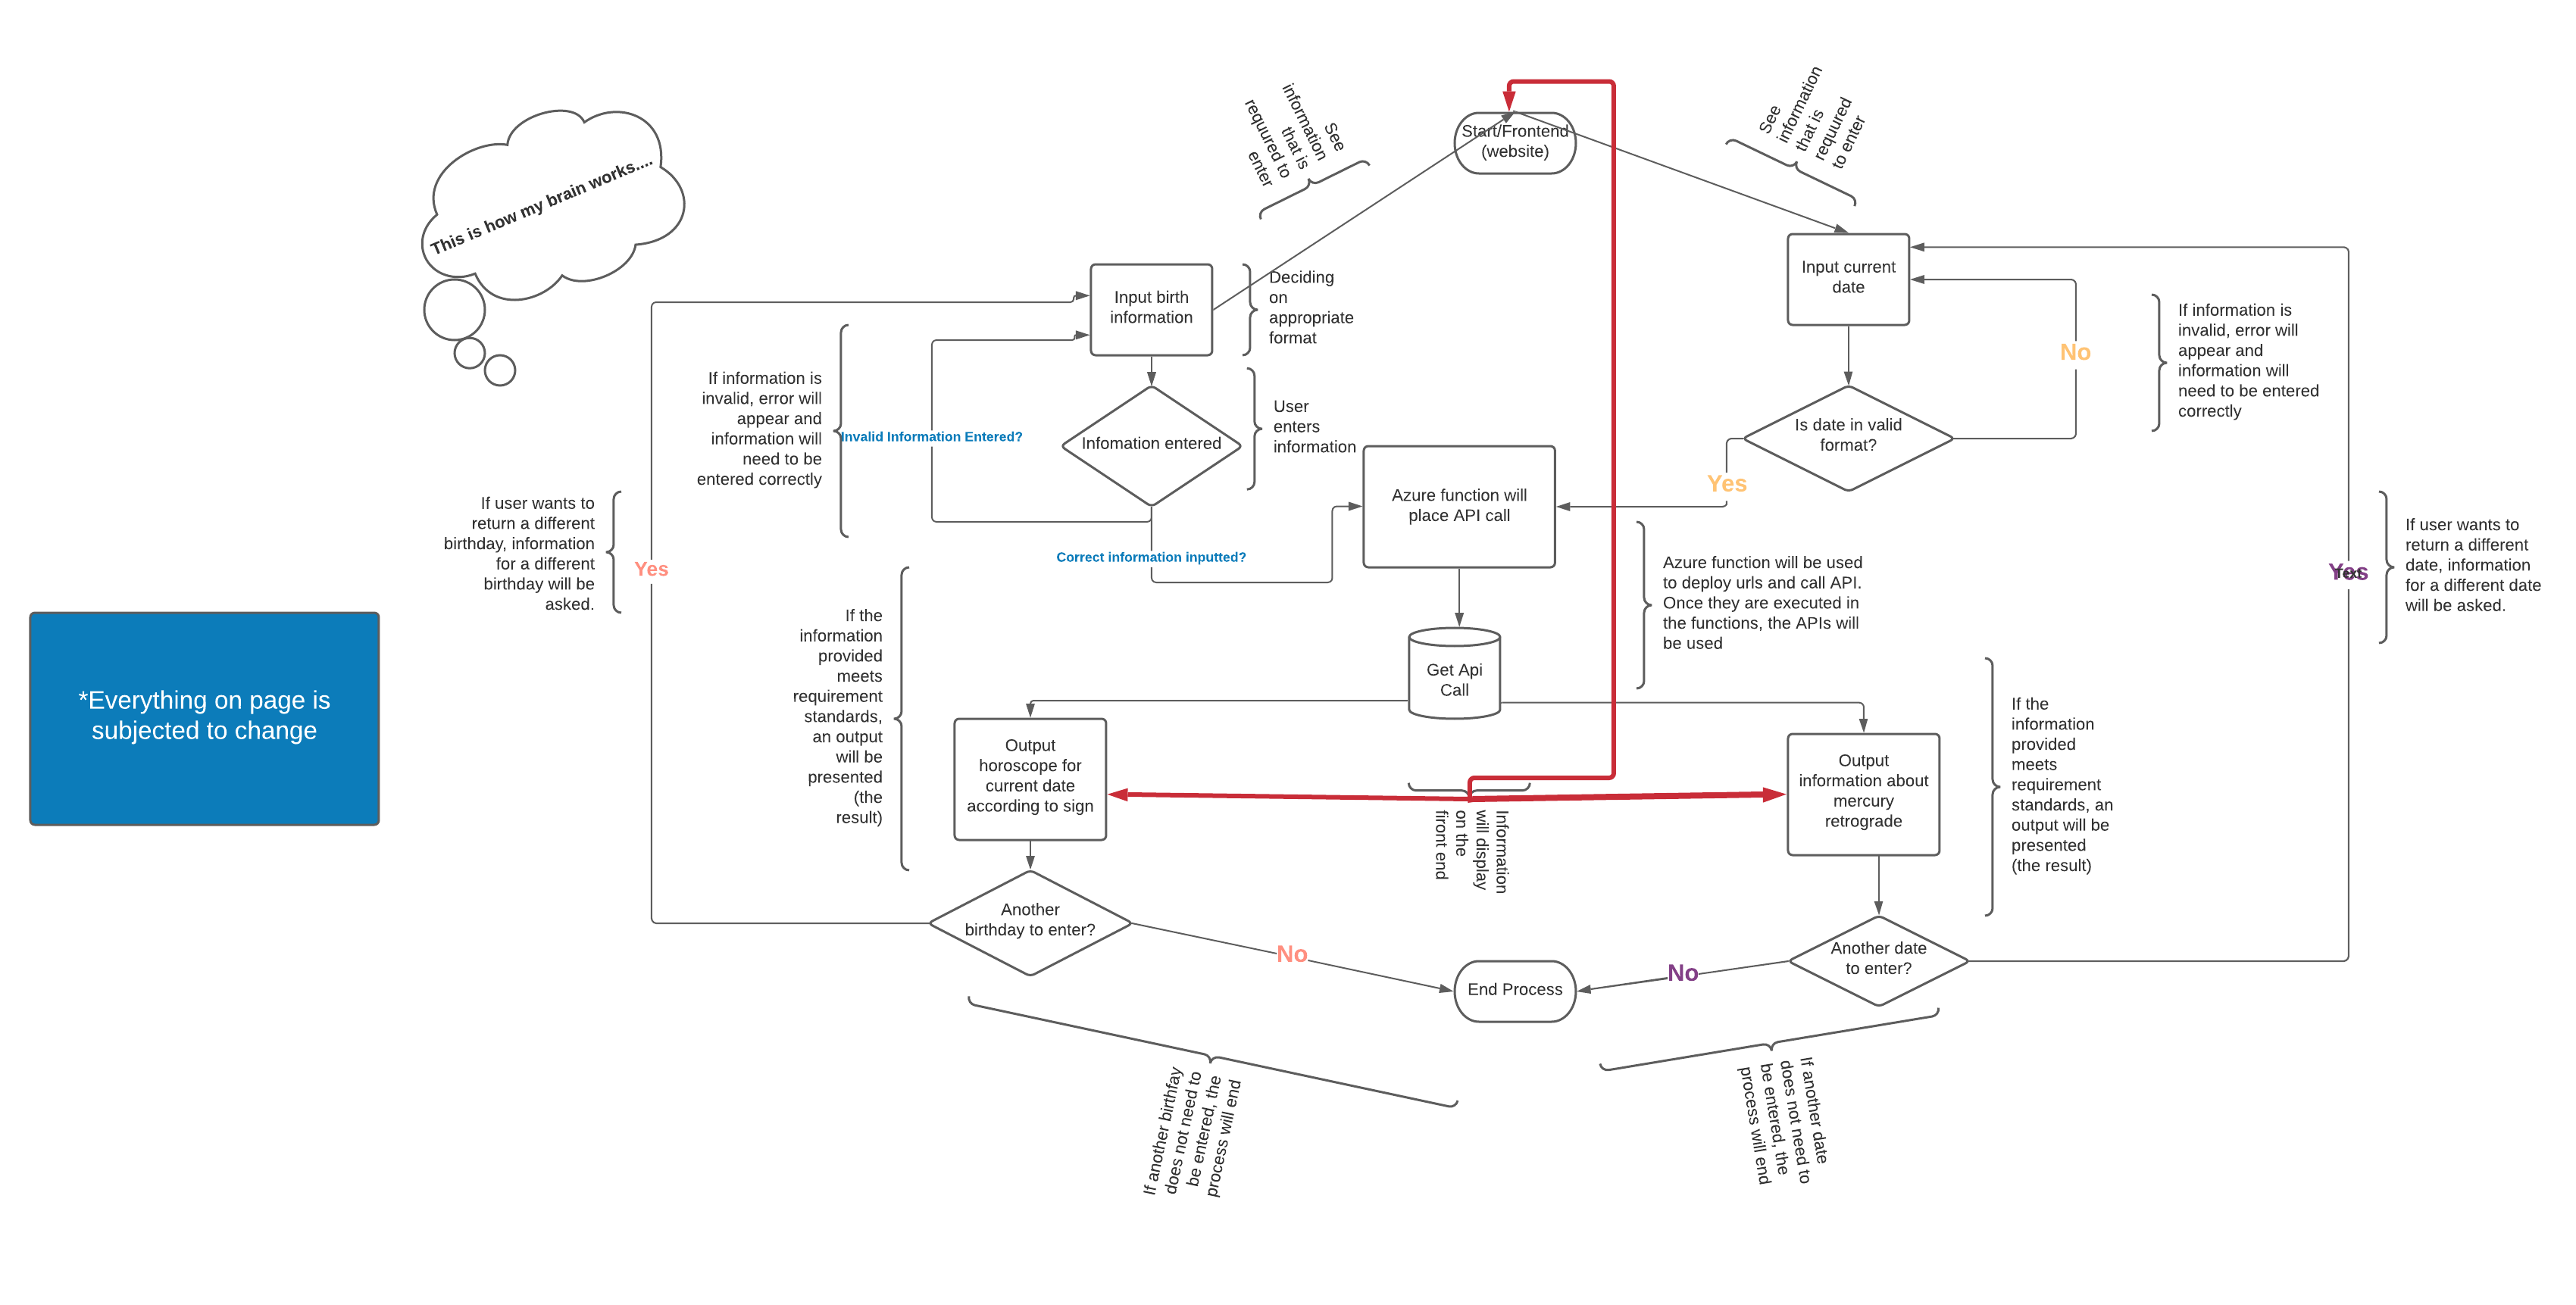 This is how my brain works....
*Everything on page is
subjected to change
See
information
that is
requured to
enter
Start/Frontend
(website)
See
information
that is
requured
to enter
Input birth
information
Deciding
on
appropriate
format
Input current
date
If information is
invalid, error will
appear and
information will
need to be
entered correctly
Invalid Information Entered?
Infomation entered
User
enters
information
Is date in valid
format?
No
If information is
invalid, error will
appear and
information will
need to be entered
correctly
Yes
If user wants to
return a different
birthday, information
for a different
birthday will be
asked.
Yes
Correct information inputted?
Azure function will
place API call
Azure function will be used
to deploy urls and call API.
Once they are executed in
the functions, the APIs will
be used
Yes
Text
If user wants to
return a different
date, information
for a different date
will be asked.
If the
information
provided
meets
requirement
standards,
an output
will be
presented
(the
result)
Get Api
Call
Output
horoscope for
current date
according to sign
Information
will display
on the
firont end
Output
information about
mercury
retrograde
If the
information
provided
meets
requirement
standards, an
output will be
presented
(the result)
Another
birthday to enter?
No
End Process
No
Another date
to enter?
If another birthfay
does not need to
be entered, the
process will end
If another date
does not need to
be entered, the
process will end